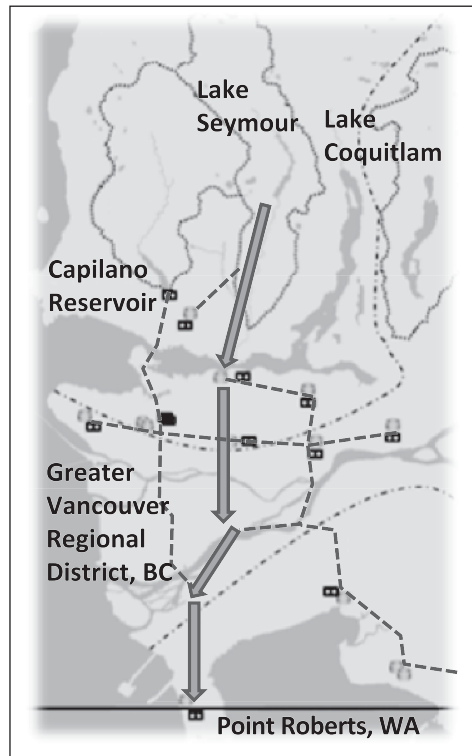 Lake
Seymour
Lake
Coquitlam
Capilano
Reservoir
Greater
Vancouver
Regional
District, BC
Point Roberts, WA